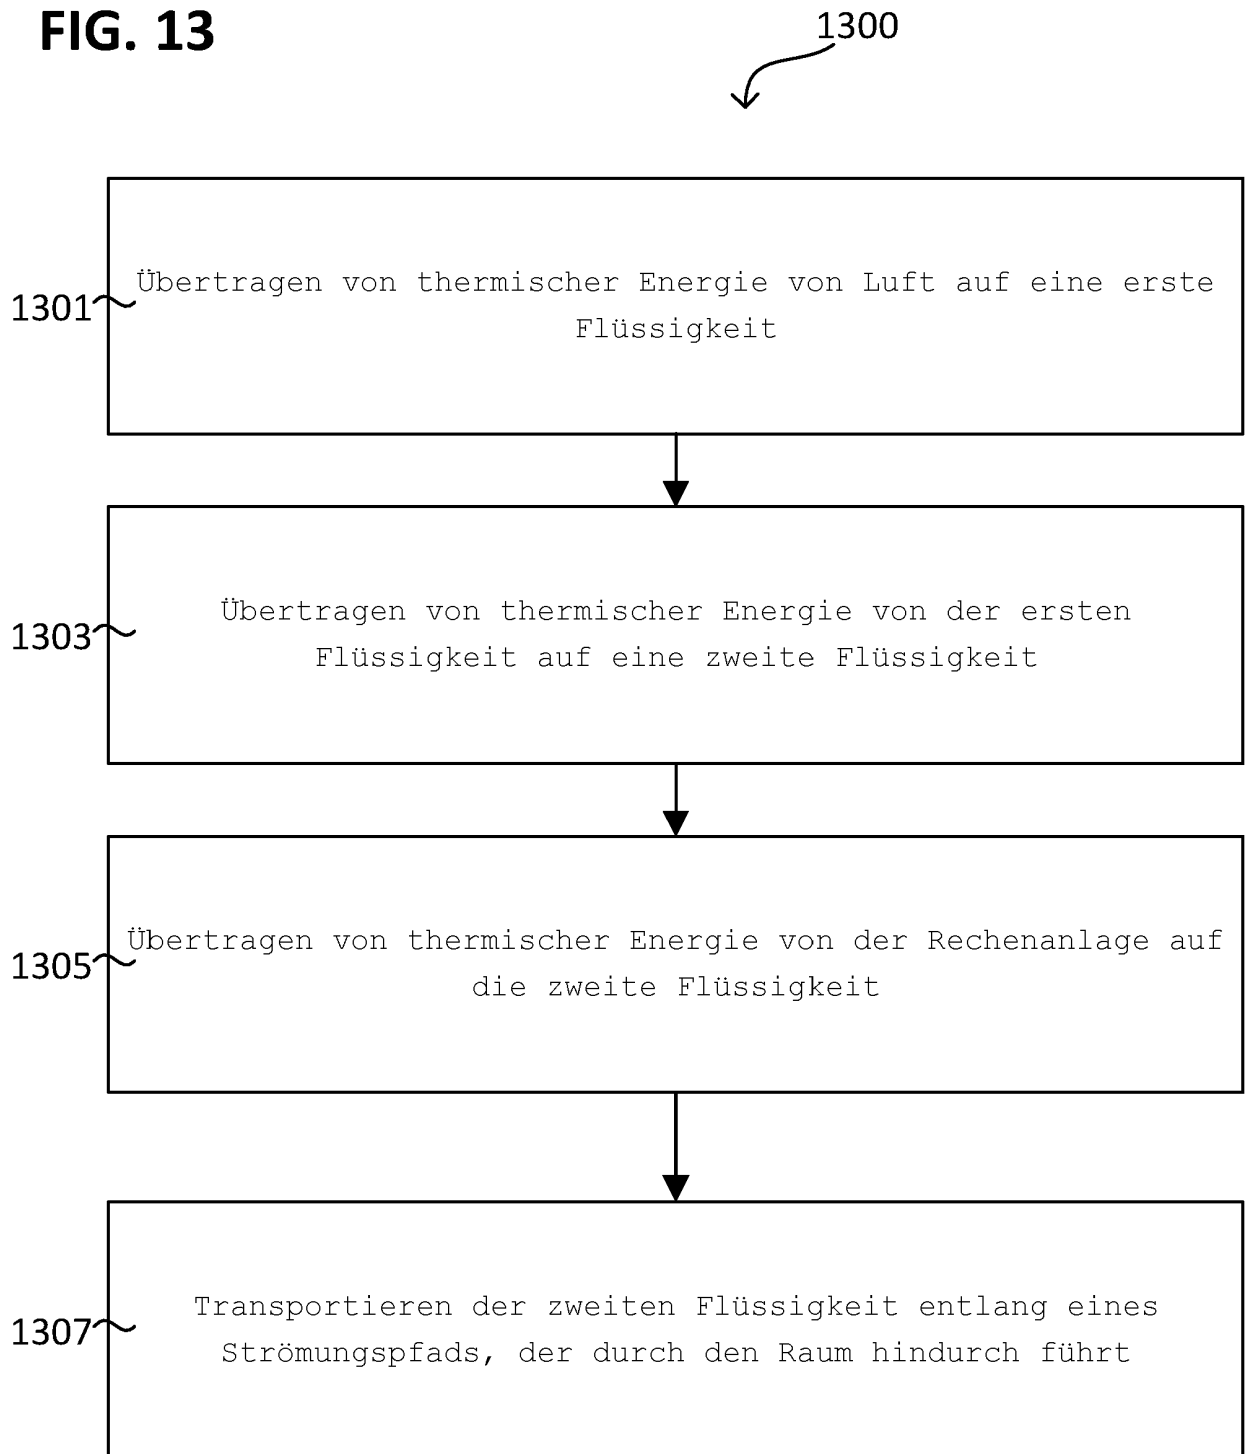 FIG. 13
1300
Übertragen von thermischer Energie von Luft auf eine erste
1301
Flüssigkeit
Übertragen von thermischer Energie von der ersten
1303
Flüssigkeit auf eine zweite Flüssigkeit
Übertragen von thermischer Energie von der Rechenanlage auf
1305
die zweite Flüssigkeit
Transportieren der zweiten Flüssigkeit entlang eines
1307
Strömungspfads, der durch den Raum hindurch führt